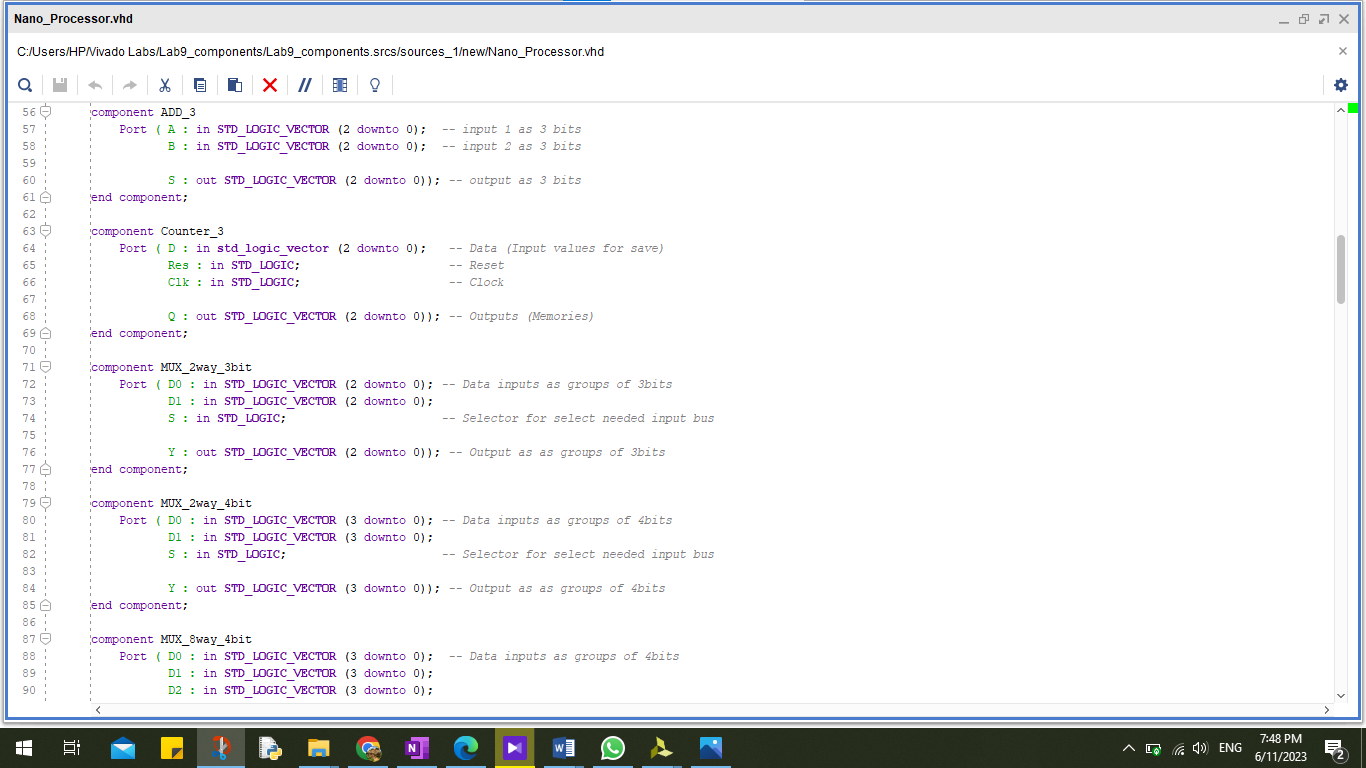 Nano_Processor.vhd
C:/Users/HP/Vivado Labs/Lab9_components/Lab9_components.srcs/sources_1/new/Nano_Processor.vhd
56 component ADD_3
57 Port ( A : in STD_LOGIC_VECTOR (2 downto 0); -- input 1 as 3 bits
58 B : in STD_LOGIC_VECTOR (2 downto 0); -- input 2 as 3 bits
59
60 S : out STD_LOGIC_VECTOR (2 downto 0)); -- output as 3 bits
61 end component;
62
63 component Counter_3
64 Port ( D : in std_logic_vector (2 downto 0); -- Data (Input values for save)
65 Res : in STD_LOGIC; -- Reset
66 Clk : in STD_LOGIC; -- Clock
67
68 Q : out STD_LOGIC_VECTOR (2 downto 0)); -- Outputs (Memories)
69 end component;
70
71 component MUX_2way_3bit
72 Port ( D0 : in STD_LOGIC_VECTOR (2 downto 0); -- Data inputs as groups of 3bits
73 D1 : in STD_LOGIC_VECTOR (2 downto 0);
74 S : in STD_LOGIC; -- Selector for select needed input bus
75
76 Y : out STD_LOGIC_VECTOR (2 downto 0)); -- Output as as groups of 3bits
77 end component;
78
79 component MUX_2way_4bit
80 Port ( D0 : in STD_LOGIC_VECTOR (3 downto 0); -- Data inputs as groups of 4bits
81 D1 : in STD_LOGIC_VECTOR (3 downto 0);
82 S : in STD_LOGIC; -- Selector for select needed input bus
83
84 Y : out STD_LOGIC_VECTOR (3 downto 0)); -- Output as as groups of 4bits
85 end component;
86
87 component MUX_8way_4bit
88 Port ( D0 : in STD_LOGIC_VECTOR (3 downto 0); -- Data inputs as groups of 4bits
89 D1 : in STD_LOGIC_VECTOR (3 downto 0);
90 D2 : in STD_LOGIC_VECTOR (3 downto 0);
ENG
7:48 PM
6/11/2023
2